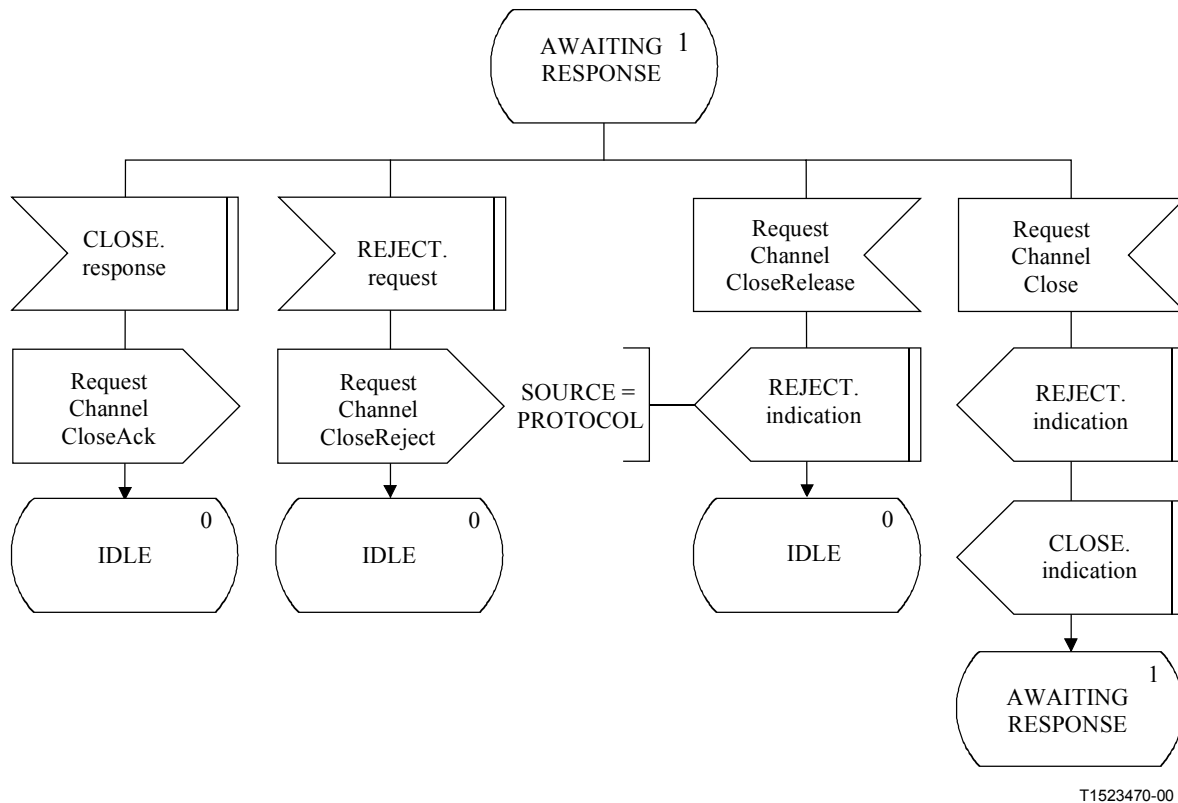 AWAITING 1
RESPONSE
CLOSE.
response
REJECT.
request
Request
Channel
CloseRelease
Request
Channel
Close
Request
Channel
CloseAck
Request
Channel
CloseReject
SOURCE =
PROTOCOL
REJECT.
indication
REJECT.
indication
0
IDLE
0
IDLE
0
IDLE
CLOSE.
indication
1
AWAITING
RESPONSE
T1523470-00